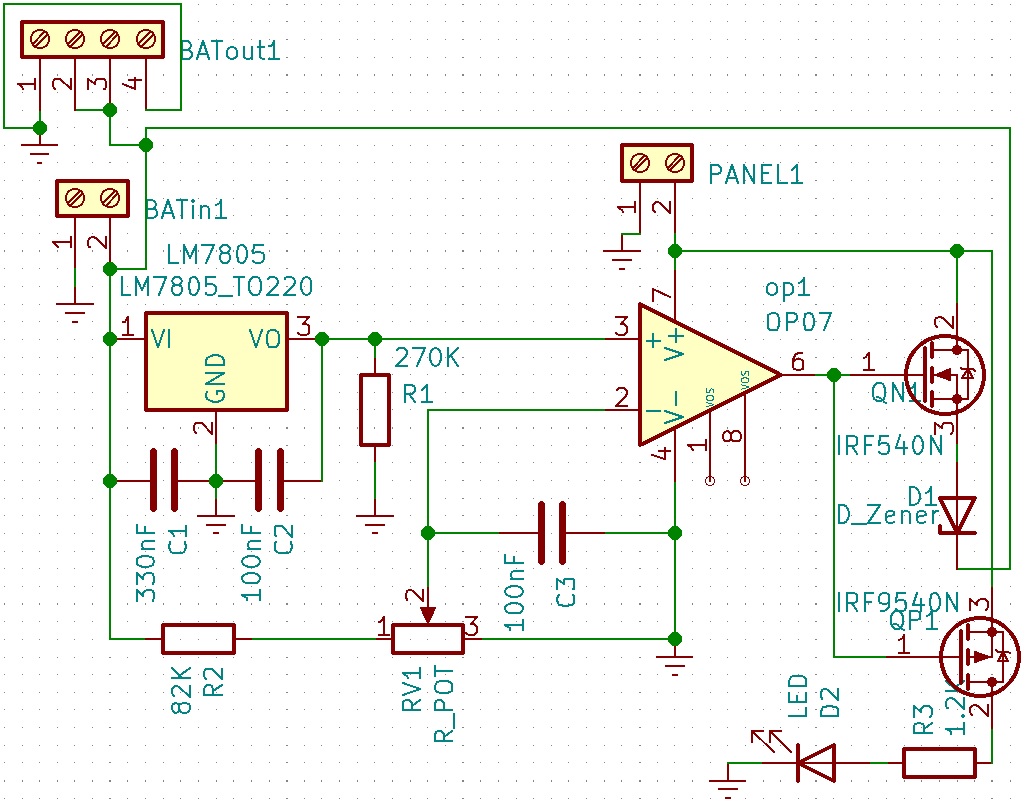 BATout1
1 2 3 4
BATin1
1 2
PANEL1
1 2
LM7805
LM7805_TO220
1 VI VO 3
GND
2
270K
R1
op1
OP07
7
3 + V+
6
2 - V-
4
VOS
1
VOS
8
2
1
QN1
3
IRF540N
D1
D_Zener
330nF
C1
100nF
C2
100nF
C3
IRF9540N
QP1
3
1
2
82K
R2
1 2 3
RV1
R_POT
LED
D2
R3